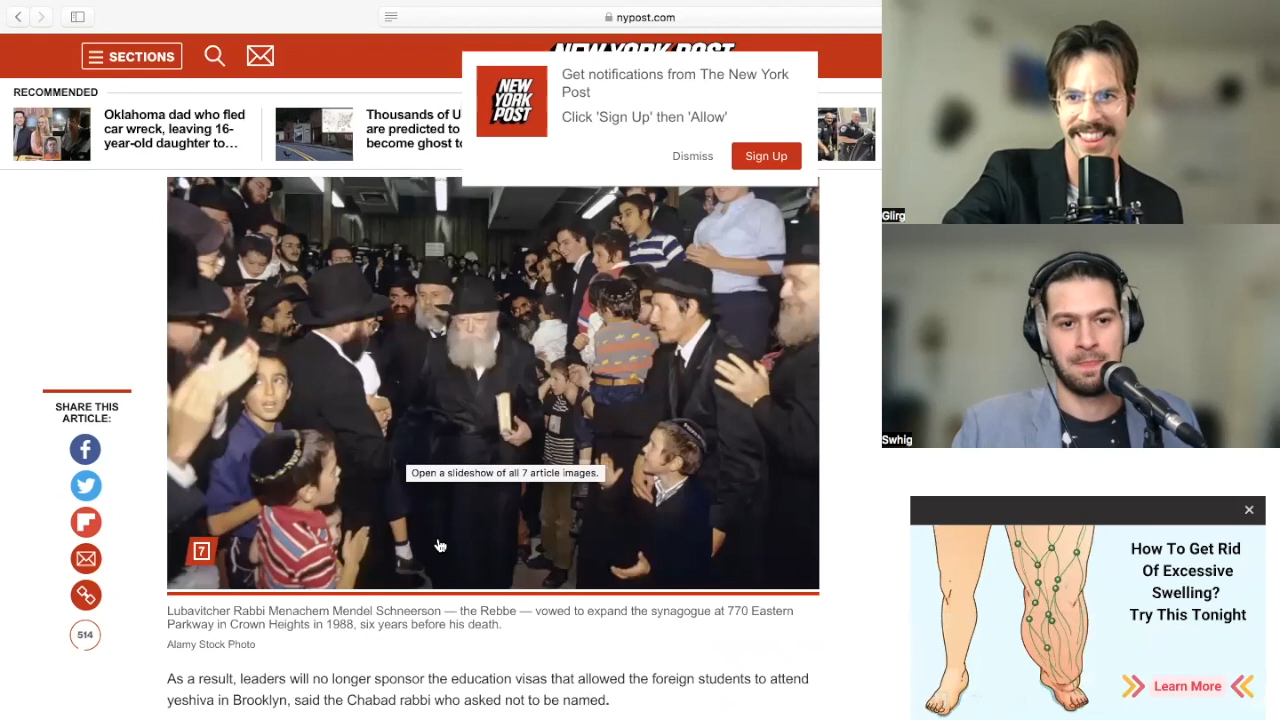 nypost.com
SECTIONS
NEW YORK POST
RECOMMENDED
Oklahoma dad who fled
car wreck, leaving 16-
year-old daughter to...
Thousands of U
are predicted to
become ghost to
NEW
YORK
POST
Get notifications from The New York
Post
Click 'Sign Up' then 'Allow'
Dismiss
Sign Up
Glirg
SHARE THIS
ARTICLE:
514
Open a slideshow of all 7 article images.
7
Swhig
Lubavitcher Rabbi Menachem Mendel Schneerson — the Rebbe — vowed to expand the synagogue at 770 Eastern
Parkway in Crown Heights in 1988, six years before his death.
Alamy Stock Photo
As a result, leaders will no longer sponsor the education visas that allowed the foreign students to attend
yeshiva in Brooklyn, said the Chabad rabbi who asked not to be named.
How To Get Rid
Of Excessive
Swelling?
Try This Tonight
Learn More